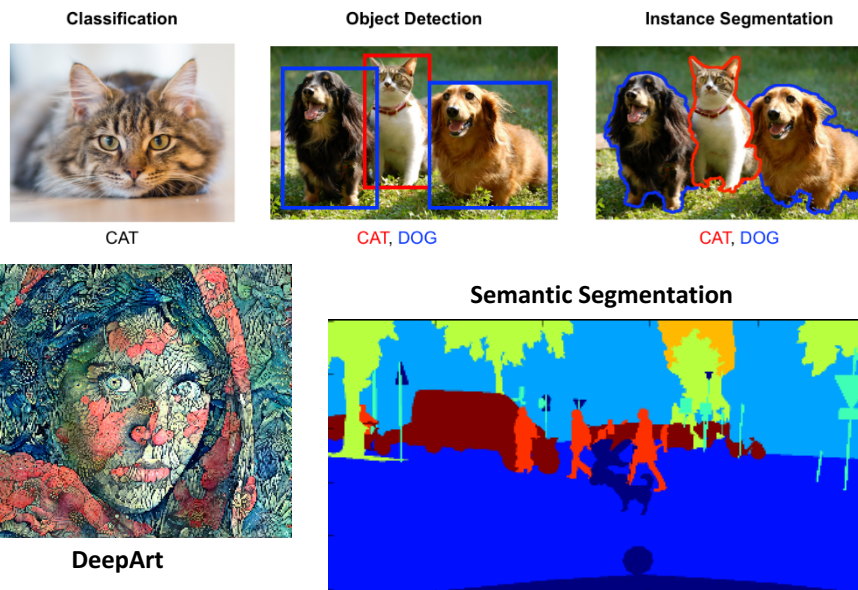 Classification
Object Detection
Instance Segmentation
CAT
CAT, DOG
CAT, DOG
Semantic Segmentation
DeepArt